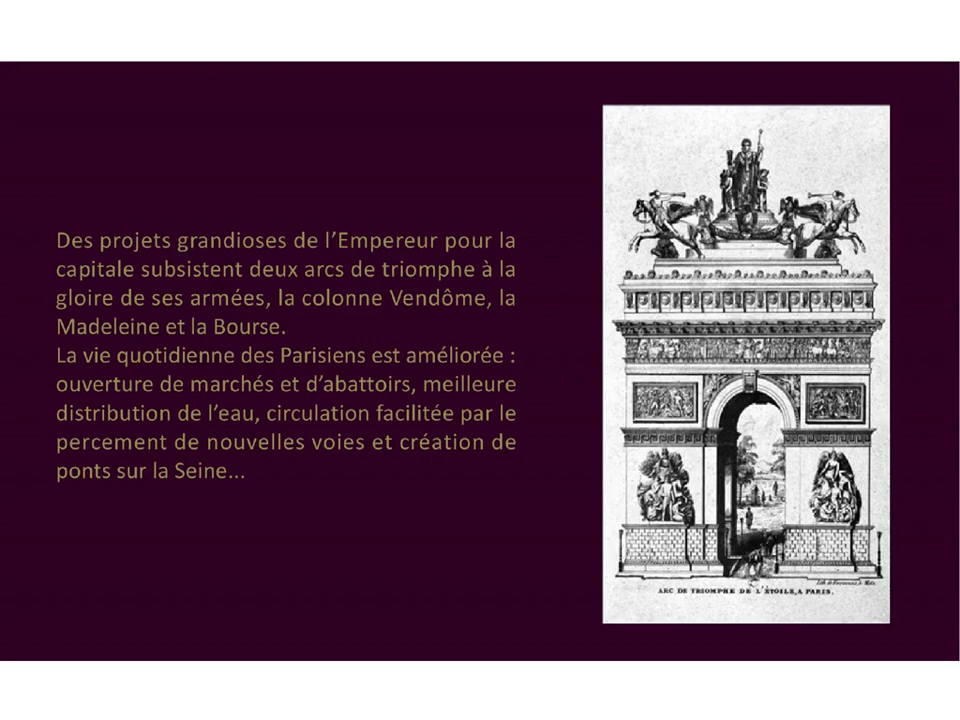 Des projets grandioses de l’Empereur pour la
capitale subsistent deux arcs de triomphe à la
gloire de ses armées, la colonne Vendôme, la
Madeleine et la Bourse.
La vie quotidienne des Parisiens est améliorée :
ouverture de marchés et d’abattoirs, meilleure
distribution de l’eau, circulation facilitée par le
percement de nouvelles voies et création de
ponts sur la Seine...
Lith. de
à Metz.
ARC DE TRIOMPHE DE L'ÉTOILE, A PARIS.